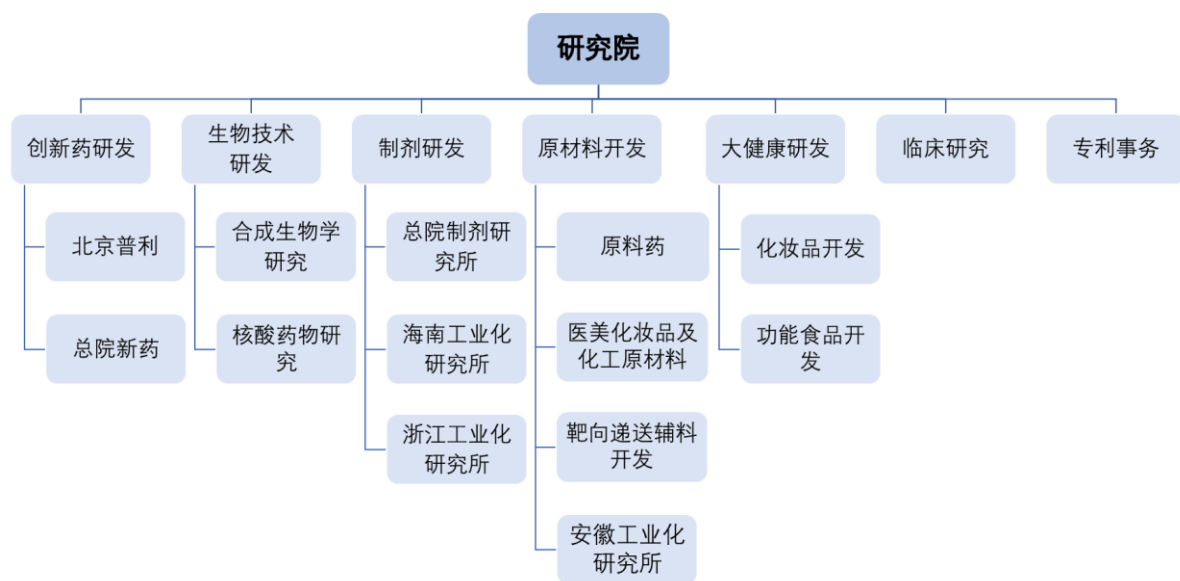 研究院
创新药研发
生物技术
研发
制剂研发
原材料开发
大健康研发
临床研究
专利事务
北京普利
合成生物学
研究
总院制剂研
究所
原料药
化妆品开发
总院新药
核酸药物研
究
海南工业化
研究所
医美化妆品及
化工原材料
功能食品开
发
浙江工业化
研究所
靶向递送辅料
开发
安徽工业化
研究所